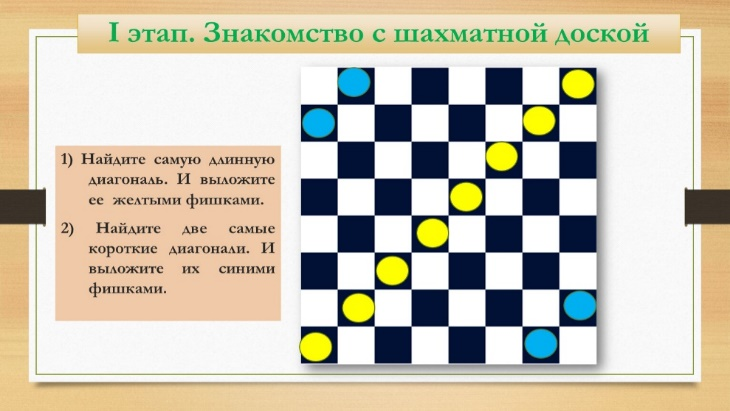 I этап. Знакомство с шахматной доской
1) Найдите самую длинную
диагональ. И выложите
ее желтыми фишками.
2) Найдите две самые
короткие диагонали. И
выложите их синими
фишками.